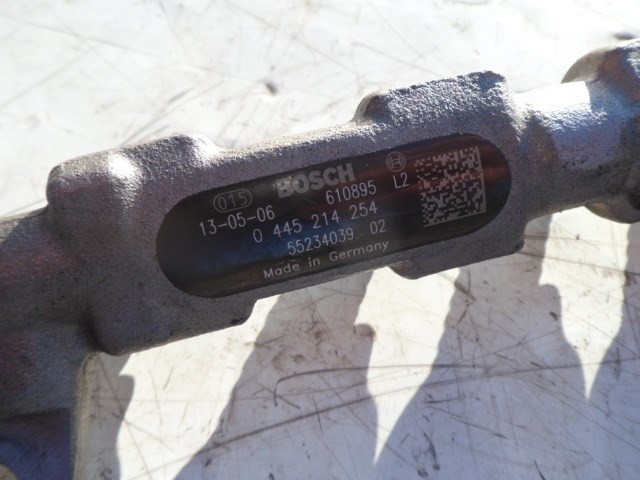 015 BOSCH
13-05-06 610895 L2
0 445 214 254
55234039 02
Made in Germany